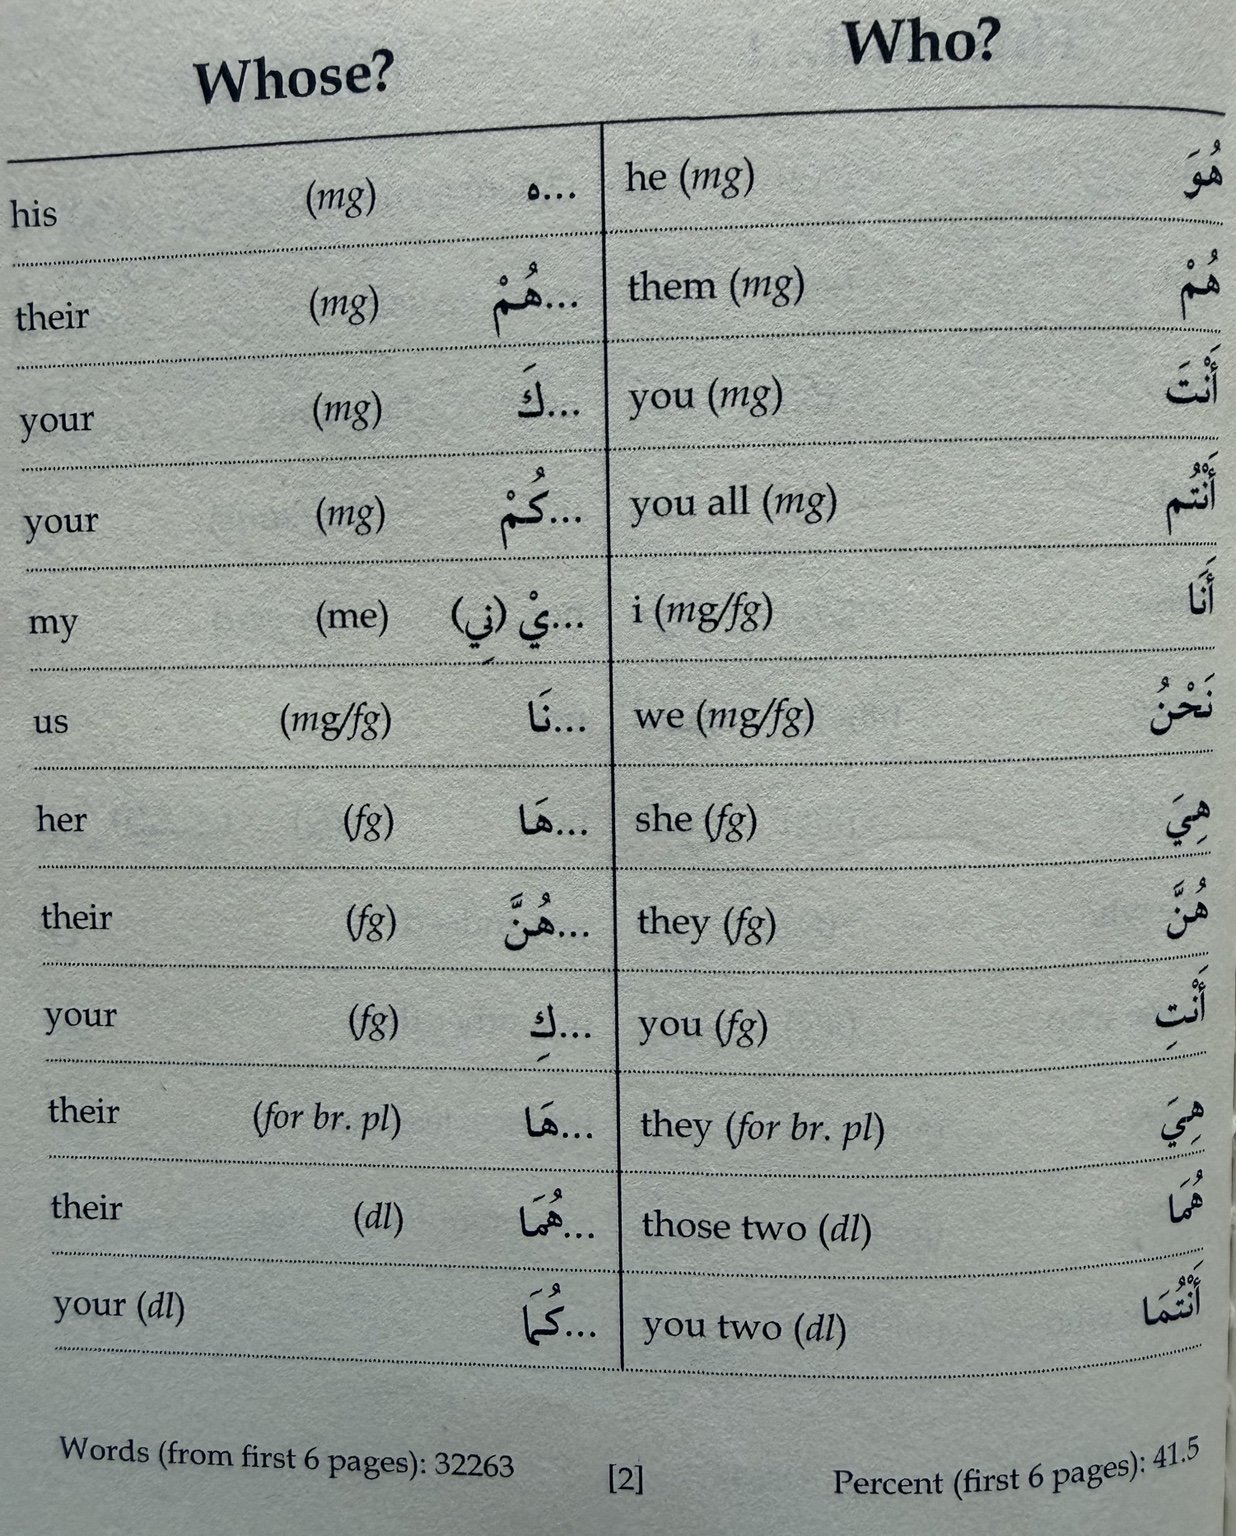 Whose? Who?
his (mg) ...ه he (mg) هُوَ
their (mg) ...هُمْ them (mg) هُمْ
your (mg) ...كَ you (mg) أَنْتَ
your (mg) ...كُمْ you all (mg) أَنْتُم
my (me) ...يْ (نِي) i (mg/fg) أَنَا
us (mg/fg) ...نَا we (mg/fg) نَحْنُ
her (fg) ...هَا she (fg) هِيَ
their (fg) ...هُنَّ they (fg) هُنَّ
your (fg) ...كِ you (fg) أَنْتِ
their (for br. pl) ...هَا they (for br. pl) هِيَ
their (dl) ...هُمَا those two (dl) هُمَا
your (dl) ...كُمَا you two (dl) أَنْتُمَا
Words (from first 6 pages): 32263 [2] Percent (first 6 pages): 41.5